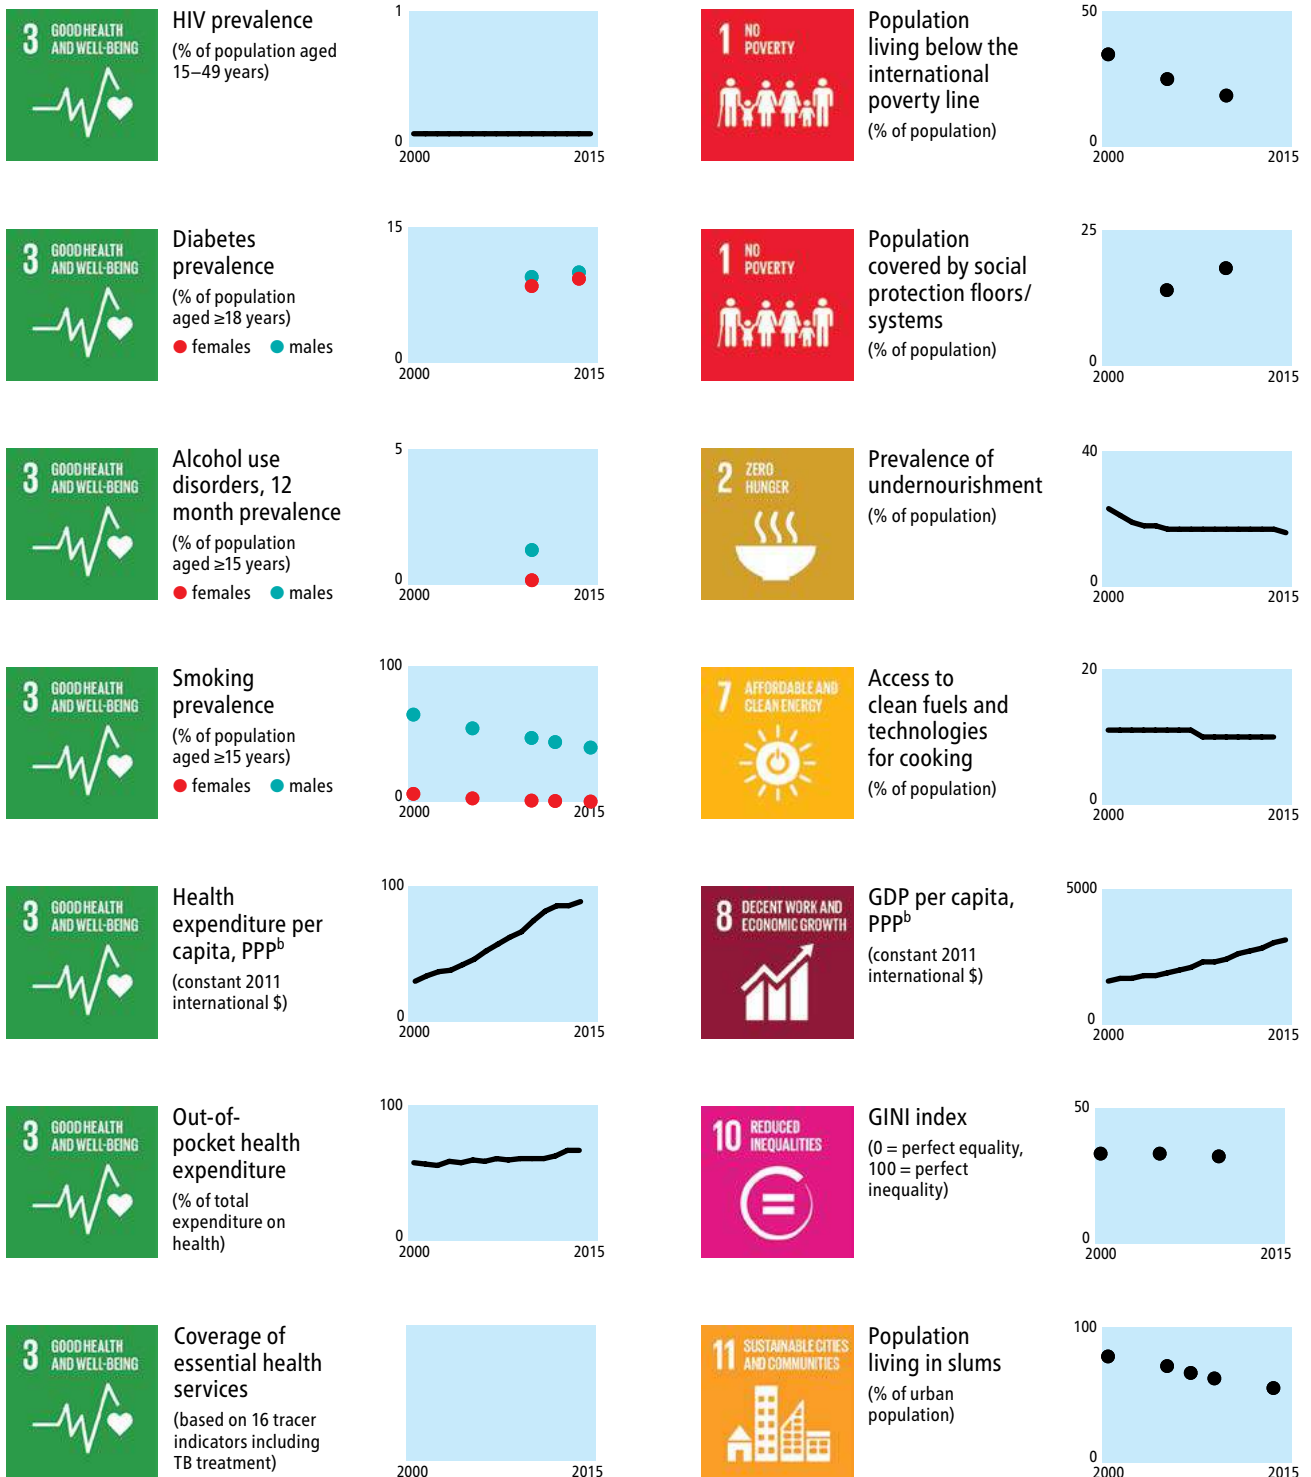 3 GOOD HEALTH
AND WELL-BEING
HIV prevalence
(% of population aged
15–49 years)
1
0
2000 2015
3 GOOD HEALTH
AND WELL-BEING
Diabetes
prevalence
(% of population
aged ≥18 years)
females males
15
0
2000 2015
3 GOOD HEALTH
AND WELL-BEING
Alcohol use
disorders, 12
month prevalence
(% of population
aged ≥15 years)
females males
5
0
2000 2015
3 GOOD HEALTH
AND WELL-BEING
Smoking
prevalence
(% of population
aged ≥15 years)
females males
100
0
2000 2015
3 GOOD HEALTH
AND WELL-BEING
Health
expenditure per
capita, PPPᵇ
(constant 2011
international $)
100
0
2000 2015
3 GOOD HEALTH
AND WELL-BEING
Out-of-
pocket health
expenditure
(% of total
expenditure on
health)
100
0
2000 2015
3 GOOD HEALTH
AND WELL-BEING
Coverage of
essential health
services
(based on 16 tracer
indicators including
TB treatment)
2000 2015
1 NO
POVERTY
Population
living below the
international
poverty line
(% of population)
50
0
2000 2015
1 NO
POVERTY
Population
covered by social
protection floors/
systems
(% of population)
25
0
2000 2015
2 ZERO
HUNGER
Prevalence of
undernourishment
(% of population)
40
0
2000 2015
7 AFFORDABLE AND
CLEAN ENERGY
Access to
clean fuels and
technologies
for cooking
(% of population)
20
0
2000 2015
8 DECENT WORK AND
ECONOMIC GROWTH
GDP per capita,
PPPᵇ
(constant 2011
international $)
5000
0
2000 2015
10 REDUCED
INEQUALITIES
GINI index
(0 = perfect equality,
100 = perfect
inequality)
50
0
2000 2015
11 SUSTAINABLE CITIES
AND COMMUNITIES
Population
living in slums
(% of urban
population)
100
0
2000 2015